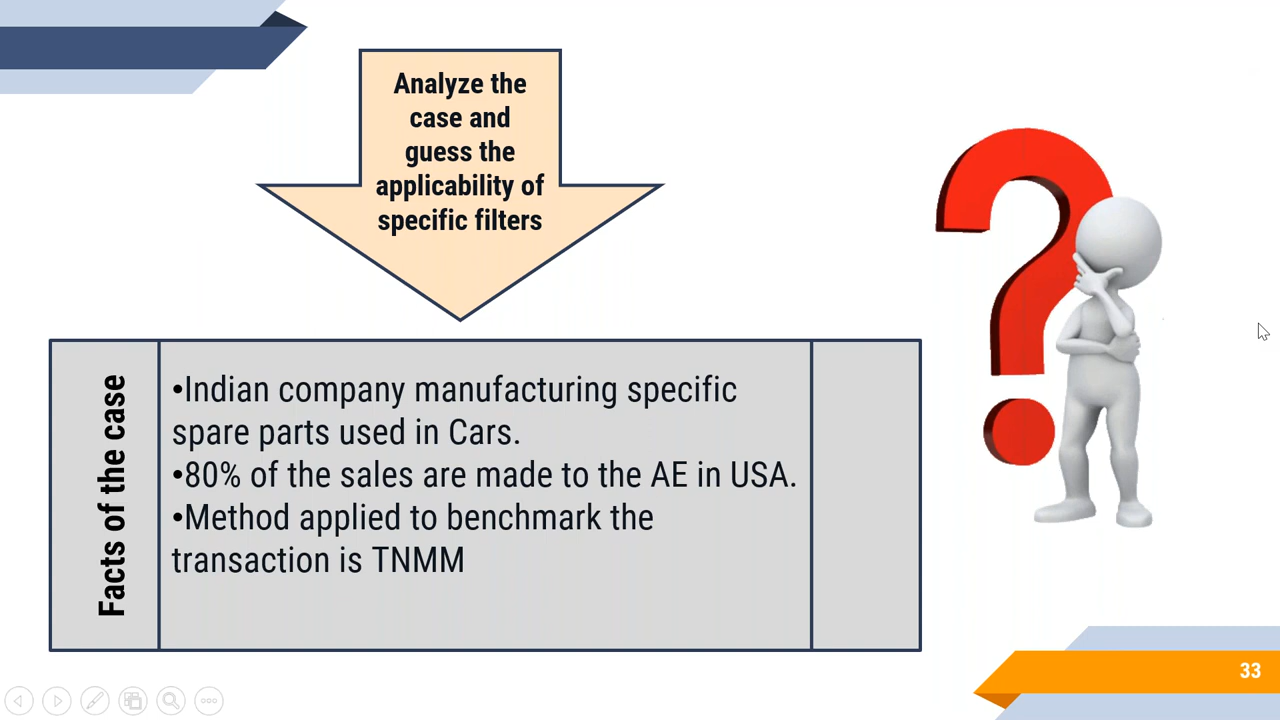 Analyze the
case and
guess the
applicability of
specific filters
Facts of the case
•Indian company manufacturing specific
spare parts used in Cars.
•80% of the sales are made to the AE in USA.
•Method applied to benchmark the
transaction is TNMM
33